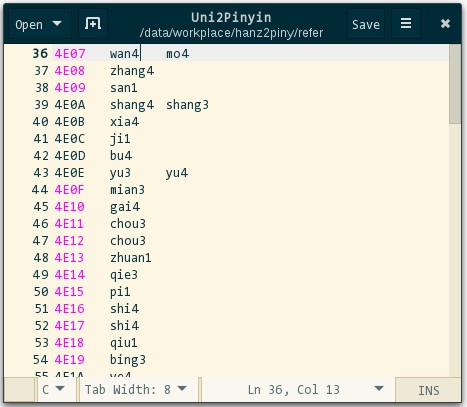 Open Uni2Pinyin Save
/data/workplace/hanz2piny/refer
36 4E07 wan4 mo4
37 4E08 zhang4
38 4E09 san1
39 4E0A shang4 shang3
40 4E0B xia4
41 4E0C ji1
42 4E0D bu4
43 4E0E yu3 yu4
44 4E0F mian3
45 4E10 gai4
46 4E11 chou3
47 4E12 chou3
48 4E13 zhuan1
49 4E14 qie3
50 4E15 pi1
51 4E16 shi4
52 4E17 shi4
53 4E18 qiu1
54 4E19 bing3
55 4E1A ye4
C Tab Width: 8 Ln 36, Col 13 INS